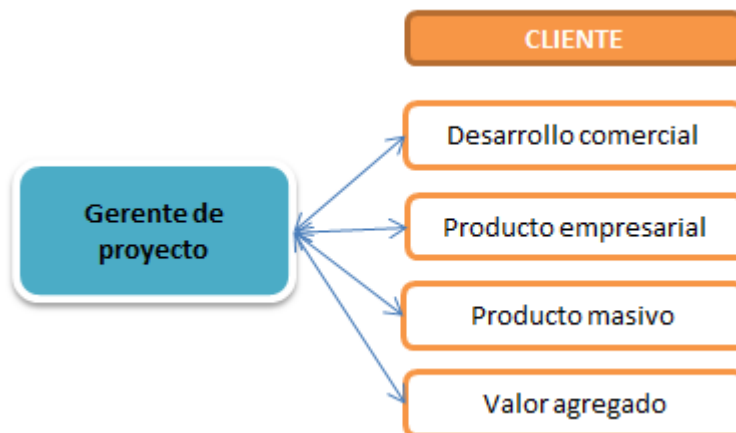 CLIENTE
Desarrollo comercial
Gerente de
proyecto
Producto empresarial
Producto masivo
Valor agregado